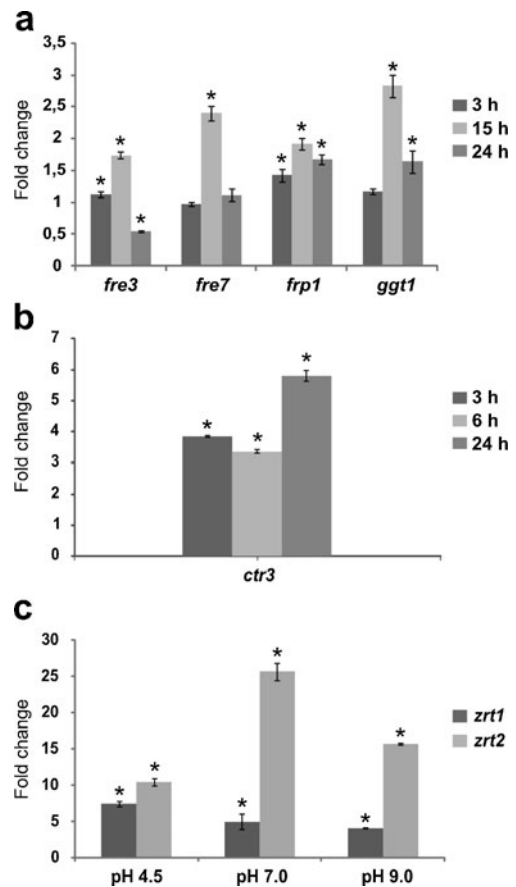 a
Fold change
3,5
3
2,5
2
1,5
1
0,5
0
* * * * * * * * *
fre3 fre7 frp1 ggt1
3 h
15 h
24 h
b
Fold change
7
6
5
4
3
2
1
0
* * *
ctr3
3 h
6 h
24 h
c
Fold change
30
25
20
15
10
5
0
* * * * * *
pH 4.5 pH 7.0 pH 9.0
zrt1
zrt2